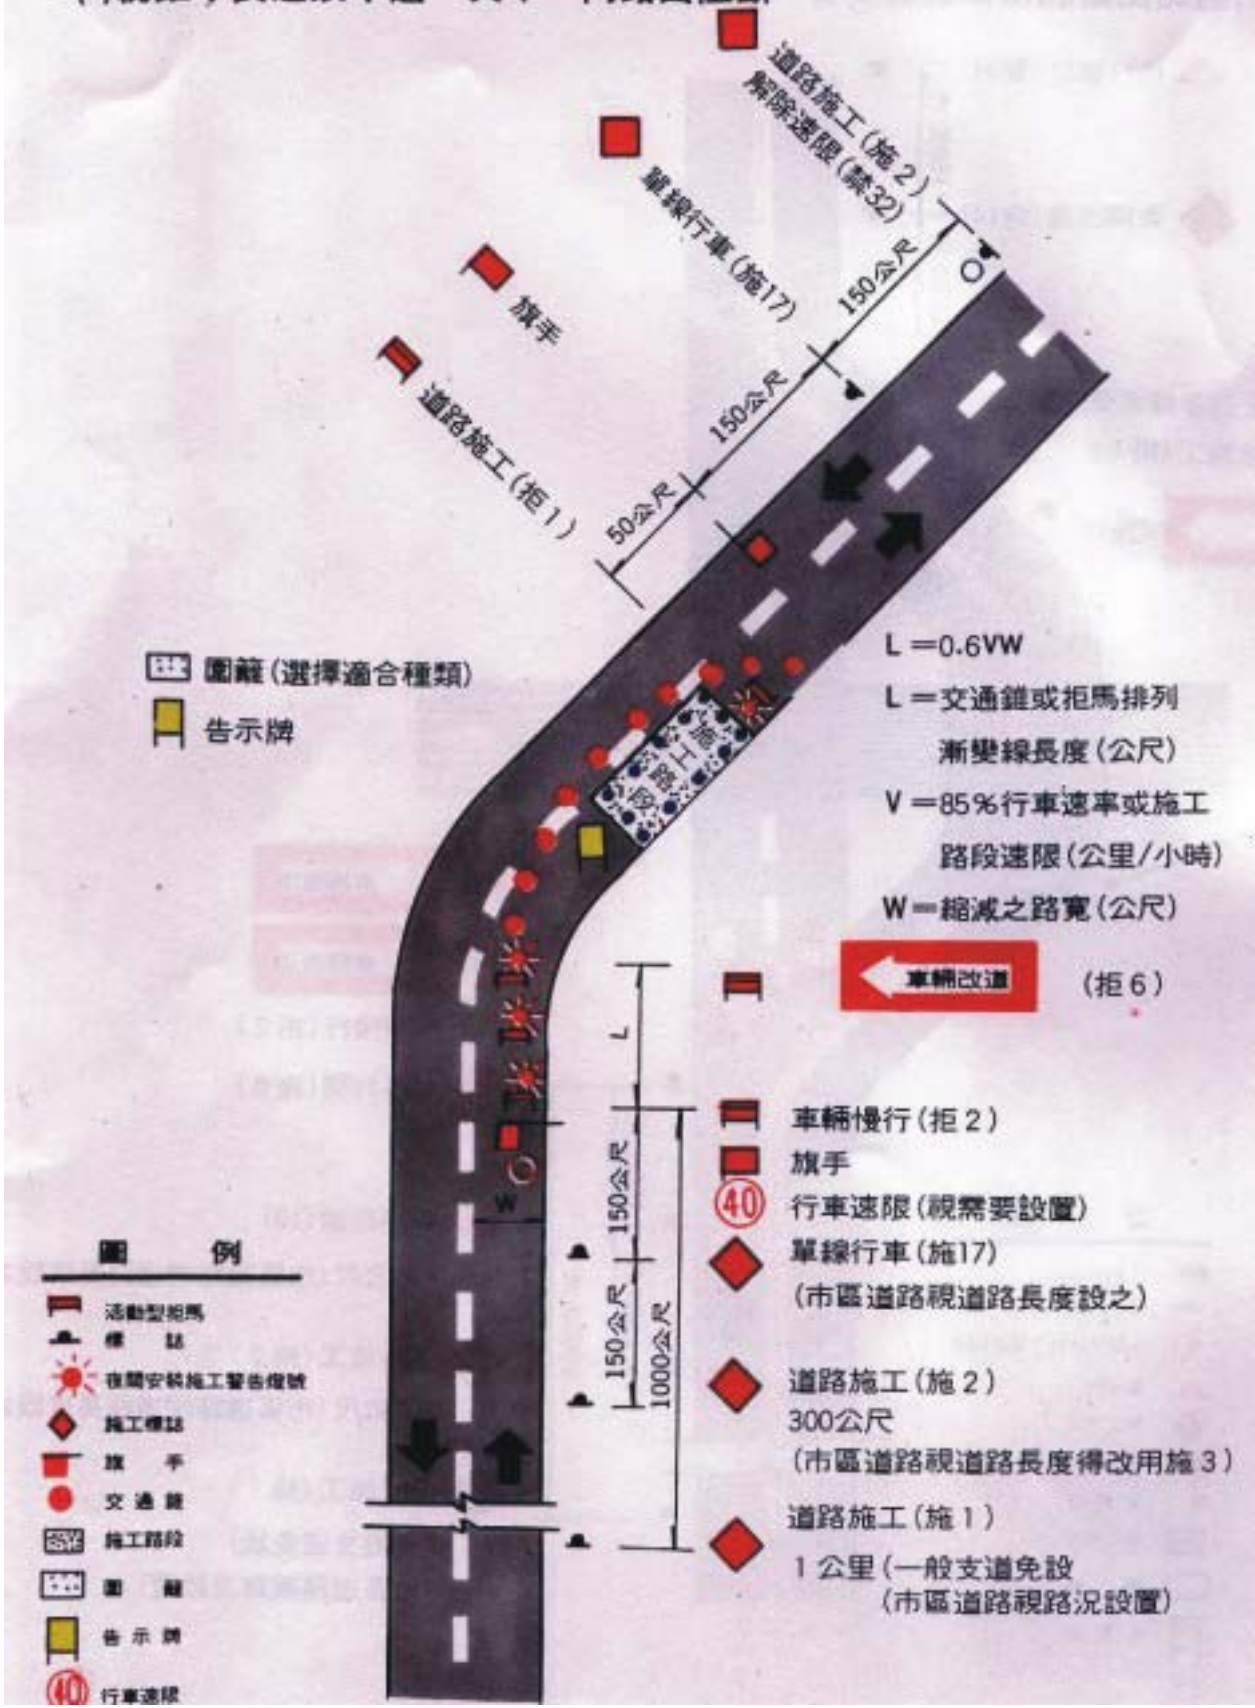 道路施工(施2)
解除速限(禁32)
單線行車(施17)
旗手
道路施工(拒1)
150公尺
150公尺
50公尺
圍籬(選擇適合種類)
告示牌
施工路段
L=0.6VW
L=交通錐或拒馬排列
漸變線長度(公尺)
V=85%行車速率或施工
路段速限(公里/小時)
W=縮減之路寬(公尺)
車輛改道
(拒6)
L
W
150公尺
150公尺
1000公尺
車輛慢行(拒2)
旗手
40
行車速限(視需要設置)
單線行車(施17)
(市區道路視道路長度設之)
道路施工(施2)
300公尺
(市區道路視道路長度得改用施3)
道路施工(施1)
1公里(一般支道免設
(市區道路視路況設置)
圖 例
活動型拒馬
標 誌
夜間安裝施工警告燈號
施工標誌
旗 手
交通錐
施工路段
圍 籬
告示牌
40
行車速限